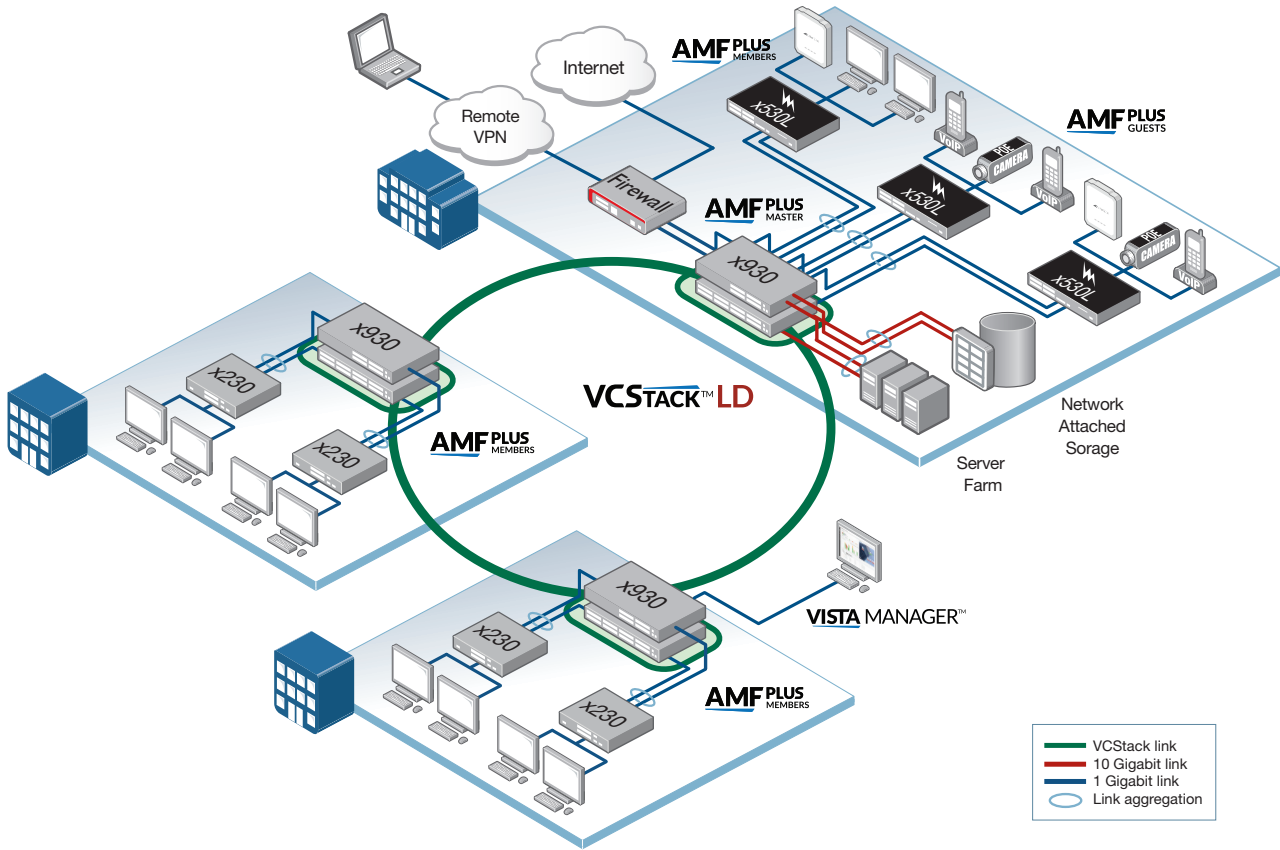 AMF PLUS
MEMBERS
Internet
Remote
VPN
x530L
AMF PLUS
GUESTS
VoIP
POE
CAMERA
x530L
VoIP
Firewall
AMF PLUS
MASTER
POE
CAMERA
VoIP
x930
x530L
x930
x230
VCSTACK™ LD
Network
Attached
Sorage
AMF PLUS
MEMBERS
x230
Server
Farm
x930
VISTA MANAGER™
x230
AMF PLUS
MEMBERS
x230
VCStack link
10 Gigabit link
1 Gigabit link
Link aggregation